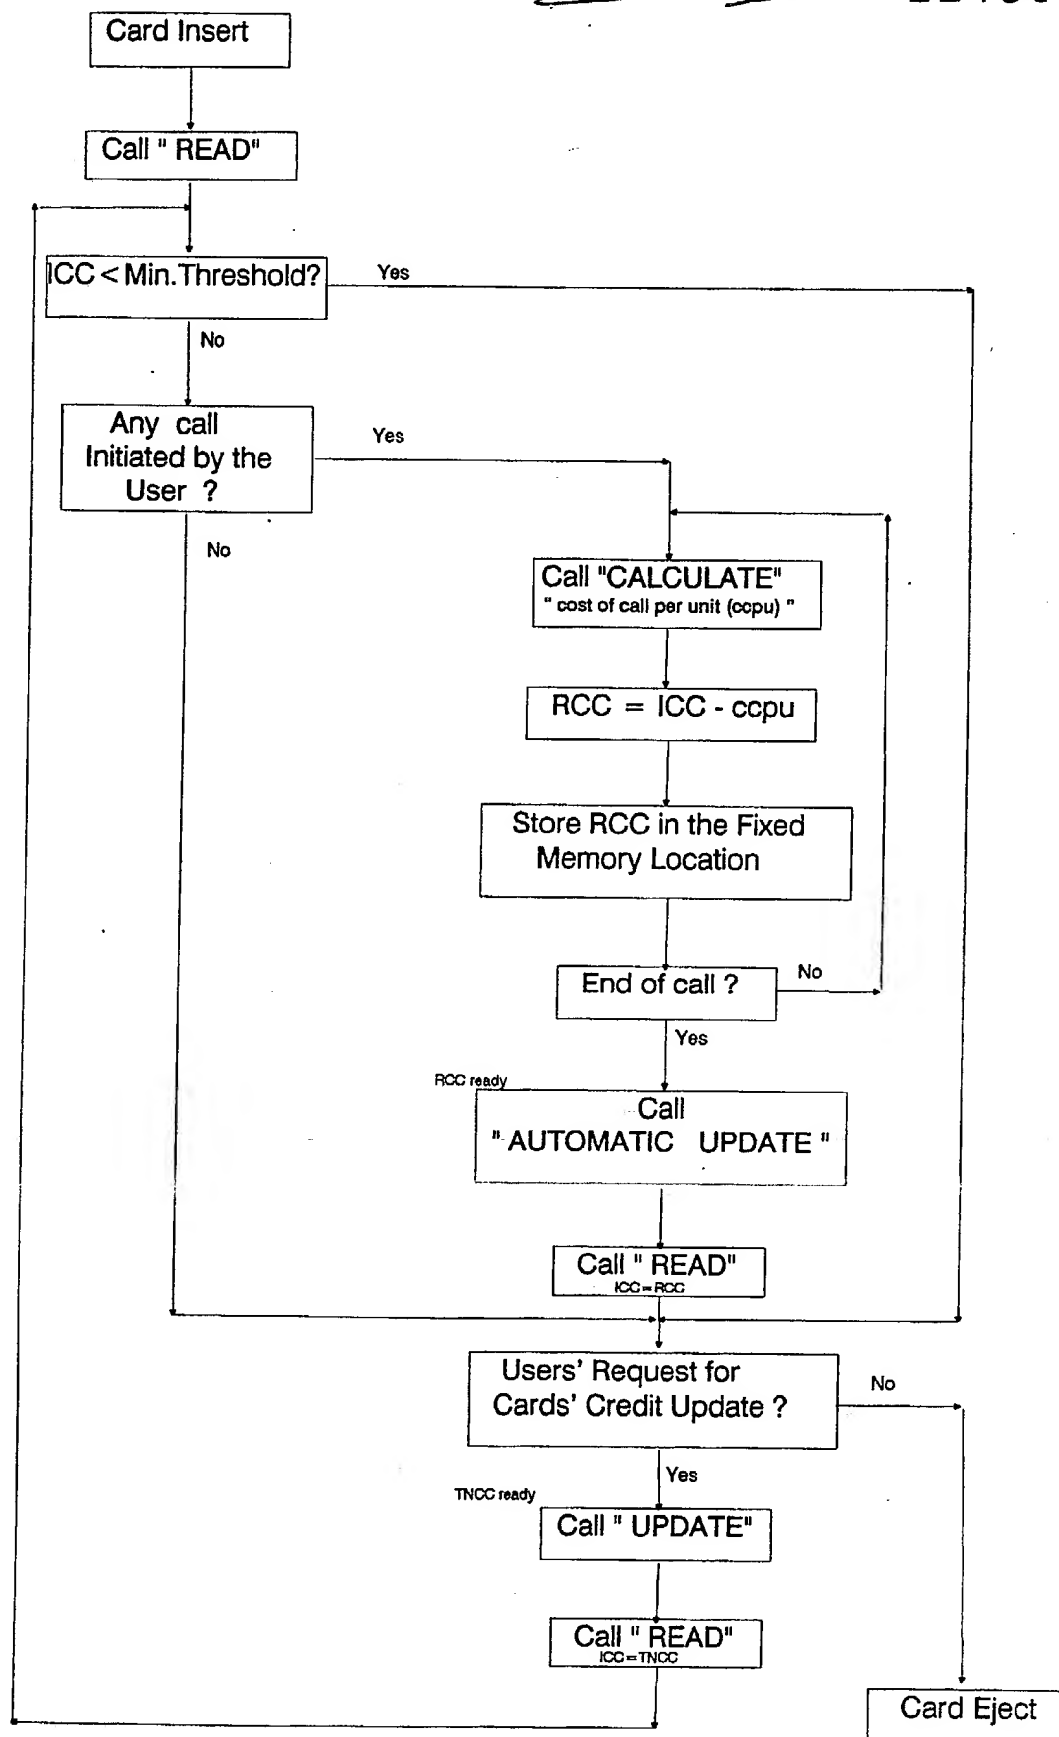 Card Insert
Call " READ"
ICC < Min.Threshold?
Yes
No
Any call
Initiated by the
User ?
Yes
No
Call "CALCULATE"
" cost of call per unit (ccpu) "
RCC = ICC - ccpu
Store RCC in the Fixed
Memory Location
End of call ?
No
Yes
RCC ready
Call
" AUTOMATIC UPDATE "
Call " READ"
ICC=RCC
Users' Request for
Cards' Credit Update ?
No
Yes
TNCC ready
Call " UPDATE"
Call " READ"
ICC=TNCC
Card Eject